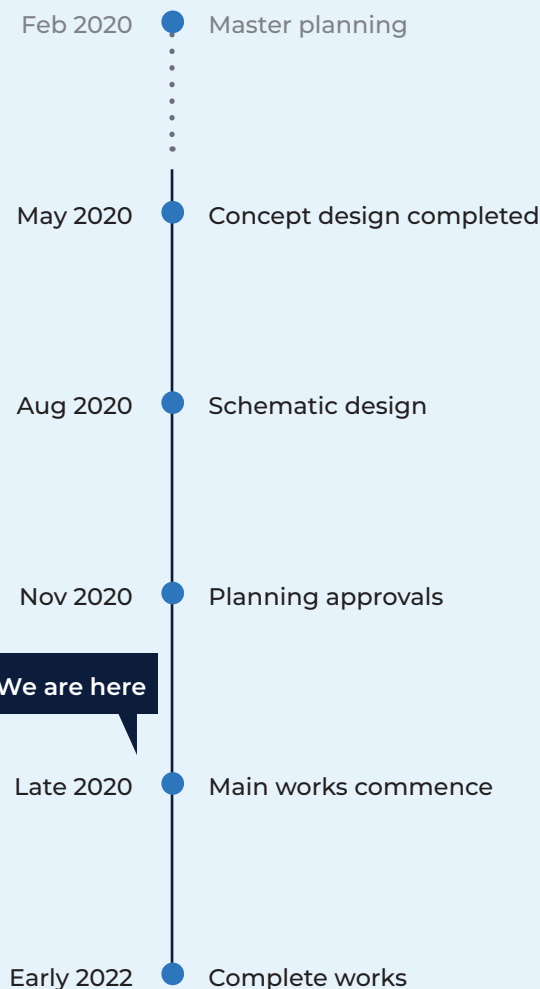 Feb 2020 Master planning
May 2020 Concept design completed
Aug 2020 Schematic design
Nov 2020 Planning approvals
We are here
Late 2020 Main works commence
Early 2022 Complete works